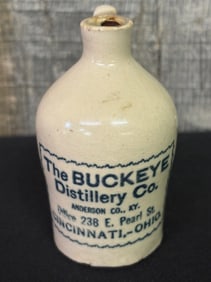 The BUCKEYE
Distillery Co.
ANDERSON CO., KY.
Office 238 E. Pearl St.
CINCINNATI,-OHIO.